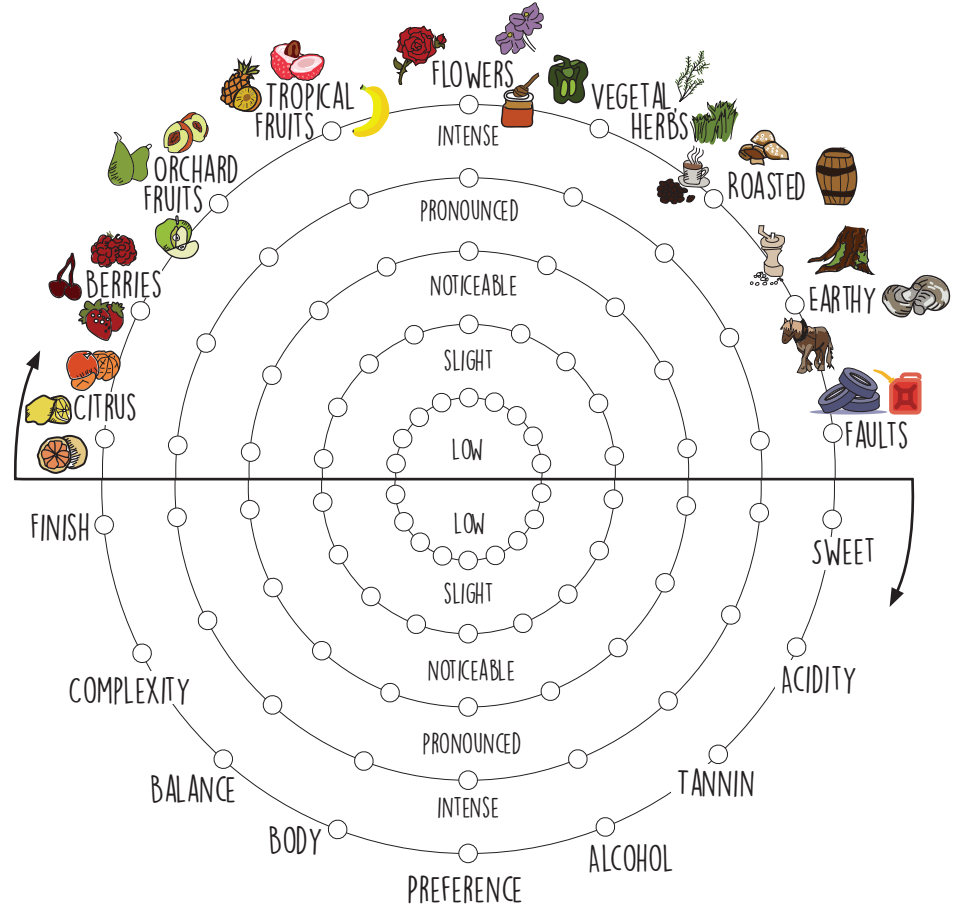 FLOWERS
TROPICAL
FRUITS
VEGETAL,
HERBS
INTENSE
ORCHARD
FRUITS
ROASTED
PRONOUNCED
BERRIES
NOTICEABLE
EARTHY
SLIGHT
CITRUS
FAULTS
LOW
FINISH
LOW
SWEET
SLIGHT
NOTICEABLE
COMPLEXITY
ACIDITY
PRONOUNCED
BALANCE
TANNIN
INTENSE
BODY
ALCOHOL
PREFERENCE